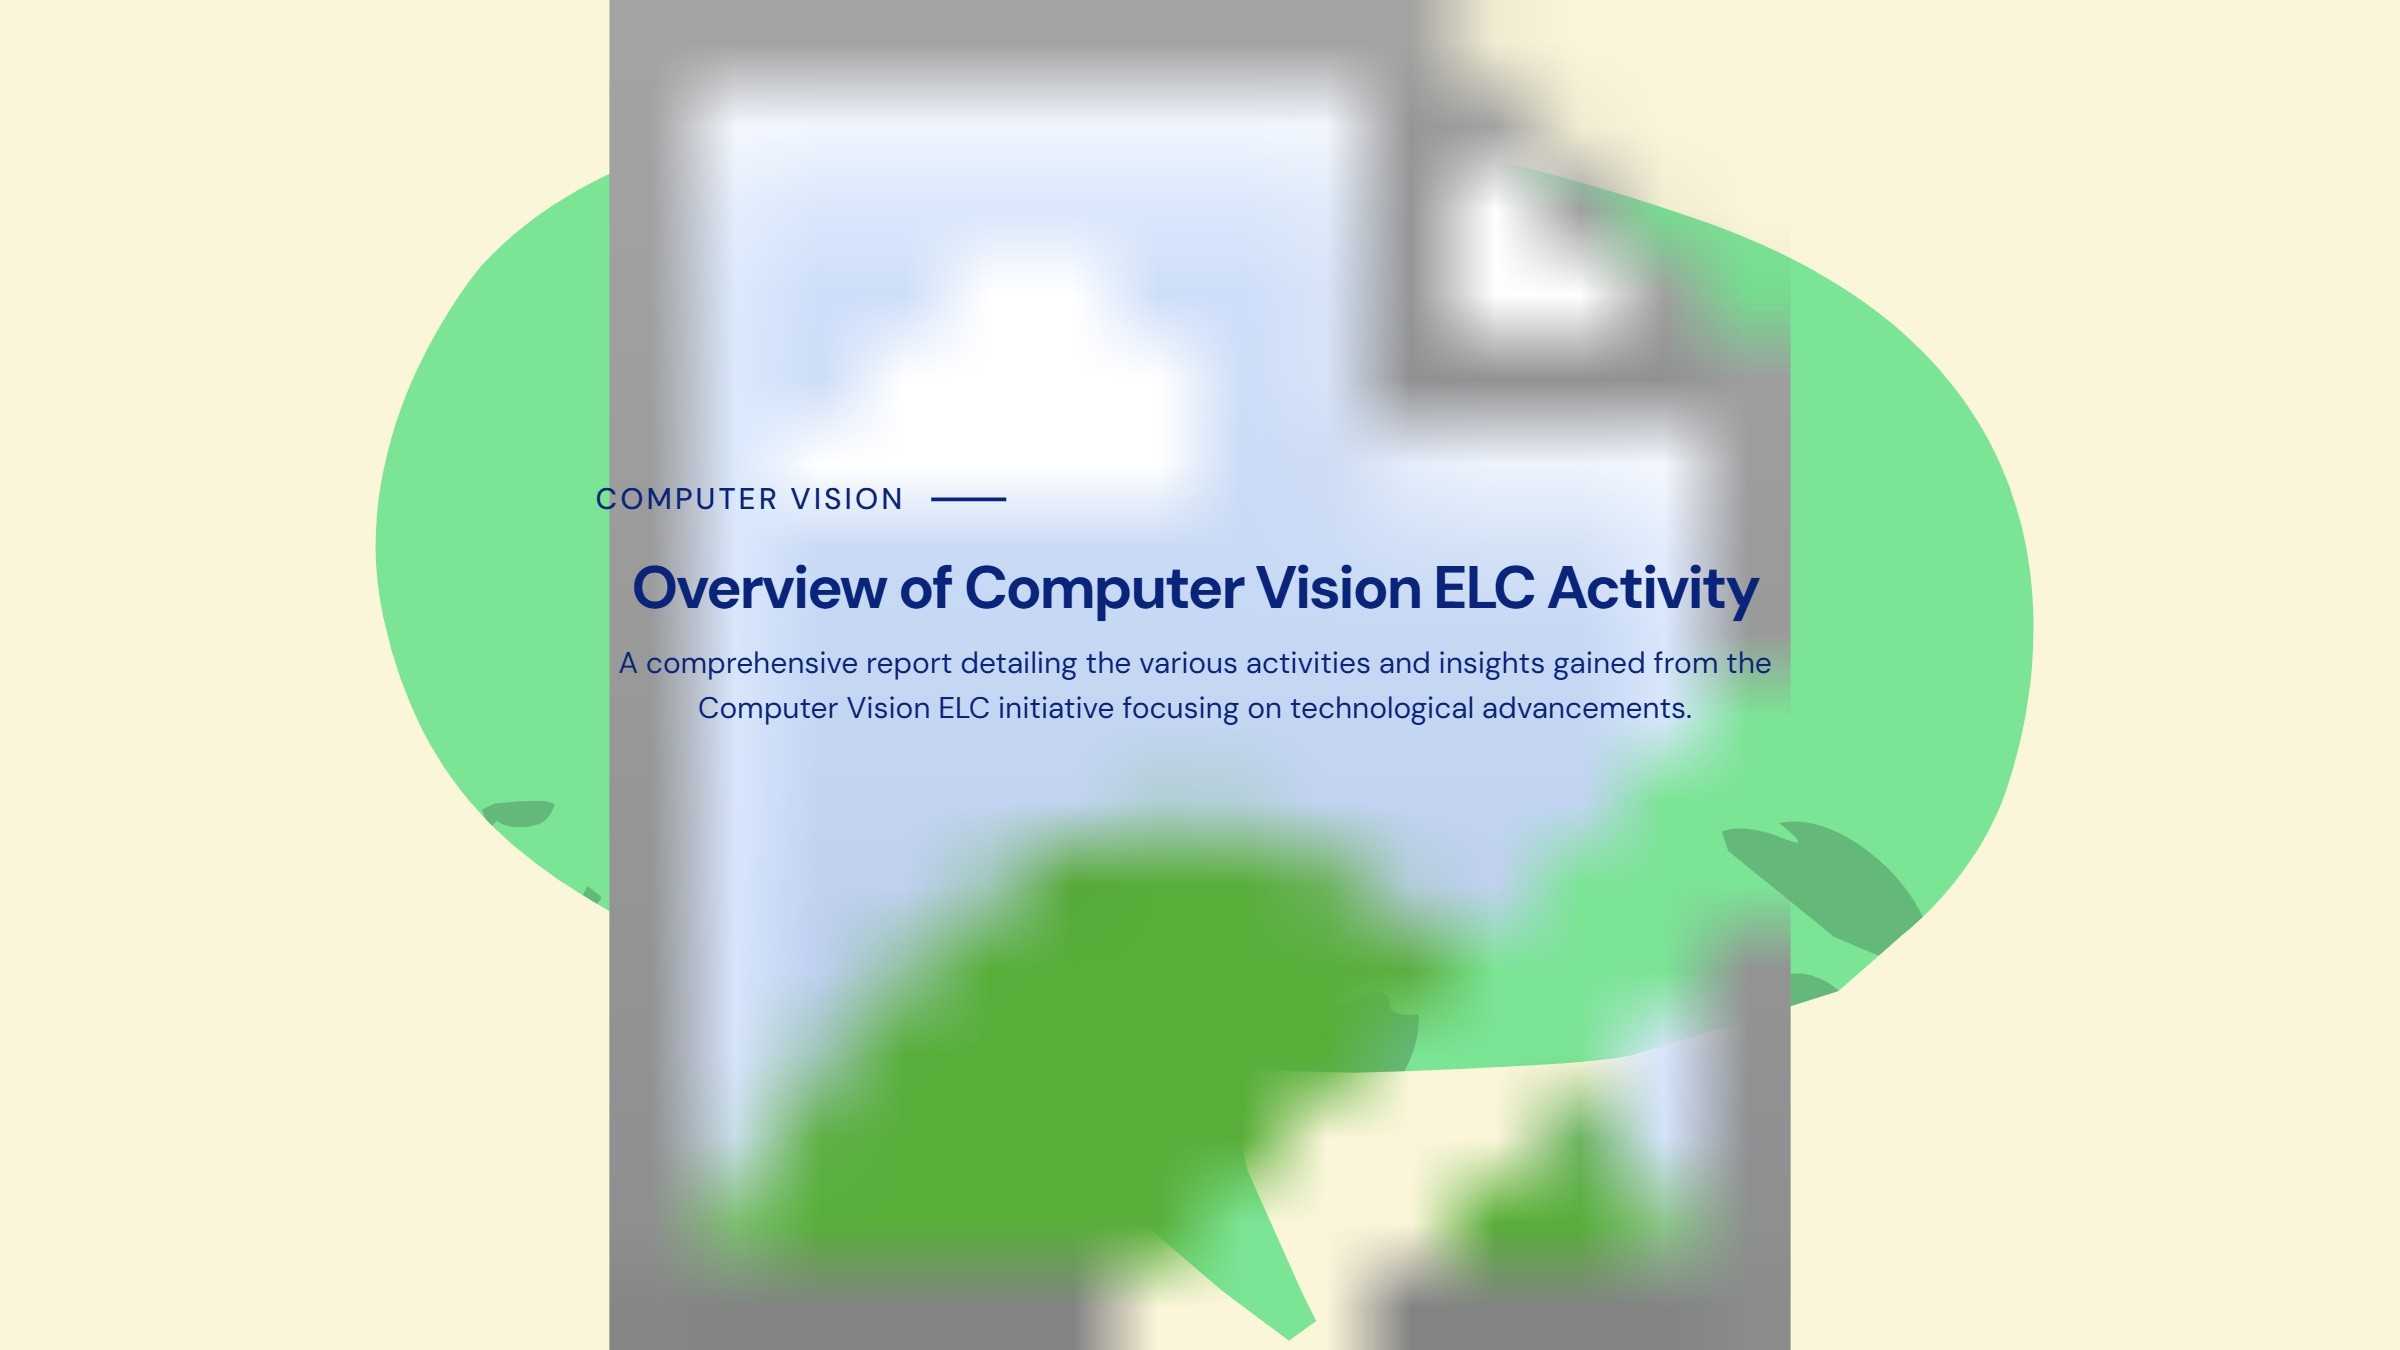 COMPUTER VISION
Overview of Computer Vision ELC Activity
A comprehensive report detailing the various activities and insights gained from the
Computer Vision ELC initiative focusing on technological advancements.